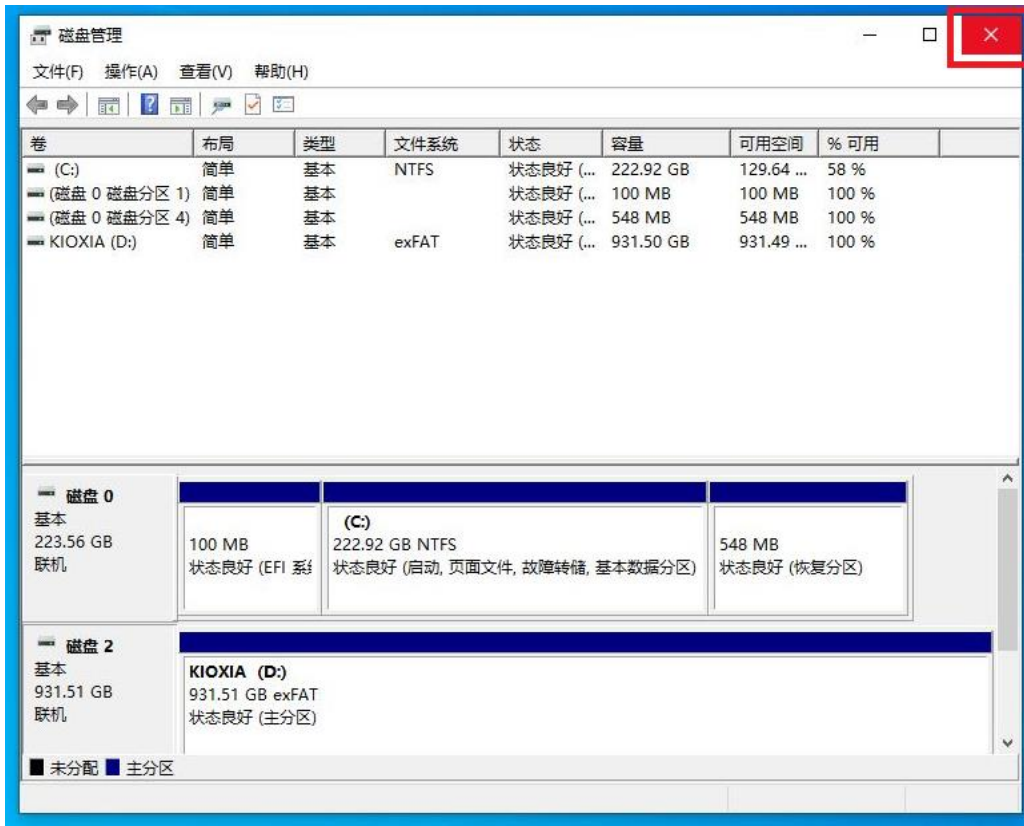 磁盘管理
文件(F) 操作(A) 查看(V) 帮助(H)
卷 布局 类型 文件系统 状态 容量 可用空间 % 可用
(C:) 简单 基本 NTFS 状态良好 (... 222.92 GB 129.64 ... 58 %
(磁盘 0 磁盘分区 1) 简单 基本 状态良好 (... 100 MB 100 MB 100 %
(磁盘 0 磁盘分区 4) 简单 基本 状态良好 (... 548 MB 548 MB 100 %
KIOXIA (D:) 简单 基本 exFAT 状态良好 (... 931.50 GB 931.49 ... 100 %
磁盘 0
基本
223.56 GB
联机
100 MB
状态良好 (EFI 系
(C:)
222.92 GB NTFS
状态良好 (启动, 页面文件, 故障转储, 基本数据分区)
548 MB
状态良好 (恢复分区)
磁盘 2
基本
931.51 GB
联机
KIOXIA (D:)
931.51 GB exFAT
状态良好 (主分区)
未分配 主分区